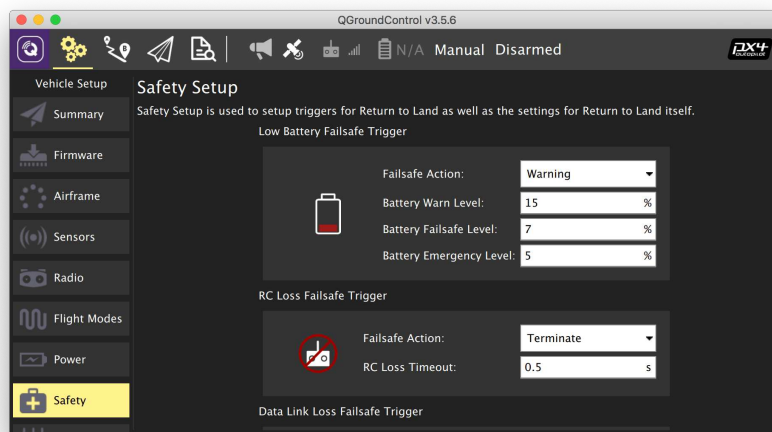 QGroundControl v3.5.6
N/A Manual Disarmed
PX4
autopilot
Vehicle Setup
Summary
Firmware
Airframe
Sensors
Radio
Flight Modes
Power
Safety
Safety Setup
Safety Setup is used to setup triggers for Return to Land as well as the settings for Return to Land itself.
Low Battery Failsafe Trigger
Failsafe Action: Warning
Battery Warn Level: 15 %
Battery Failsafe Level: 7 %
Battery Emergency Level: 5 %
RC Loss Failsafe Trigger
Failsafe Action: Terminate
RC Loss Timeout: 0.5 s
Data Link Loss Failsafe Trigger